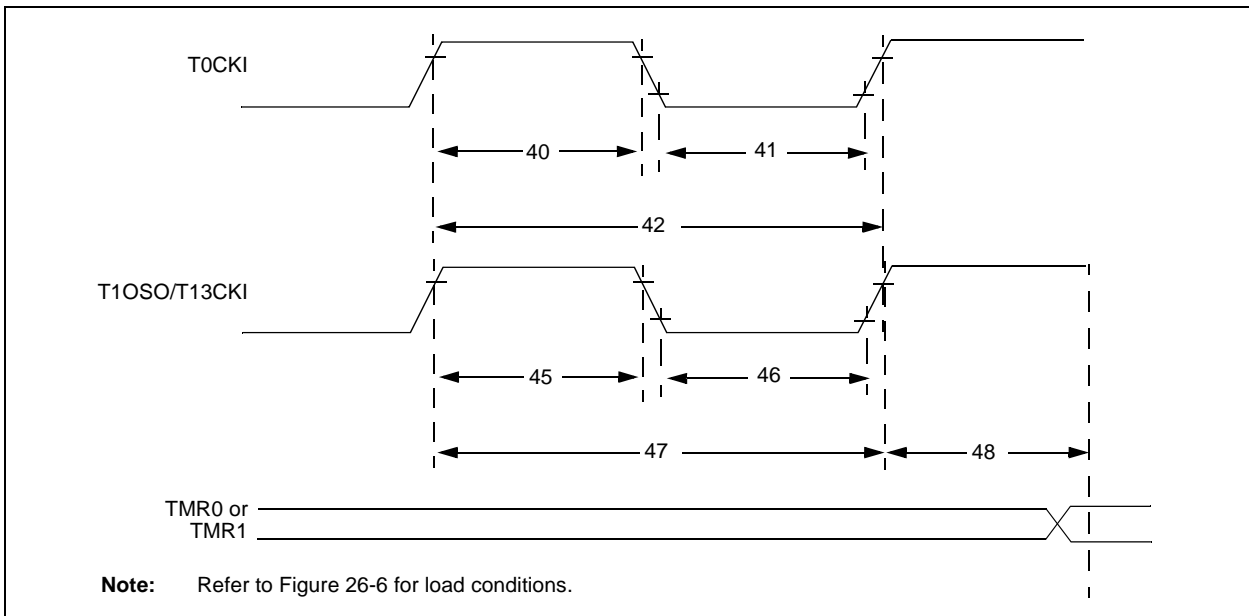 T0CKI
40
41
42
T1OSO/T13CKI
45
46
47
48
TMR0 or
TMR1
Note: Refer to Figure 26-6 for load conditions.